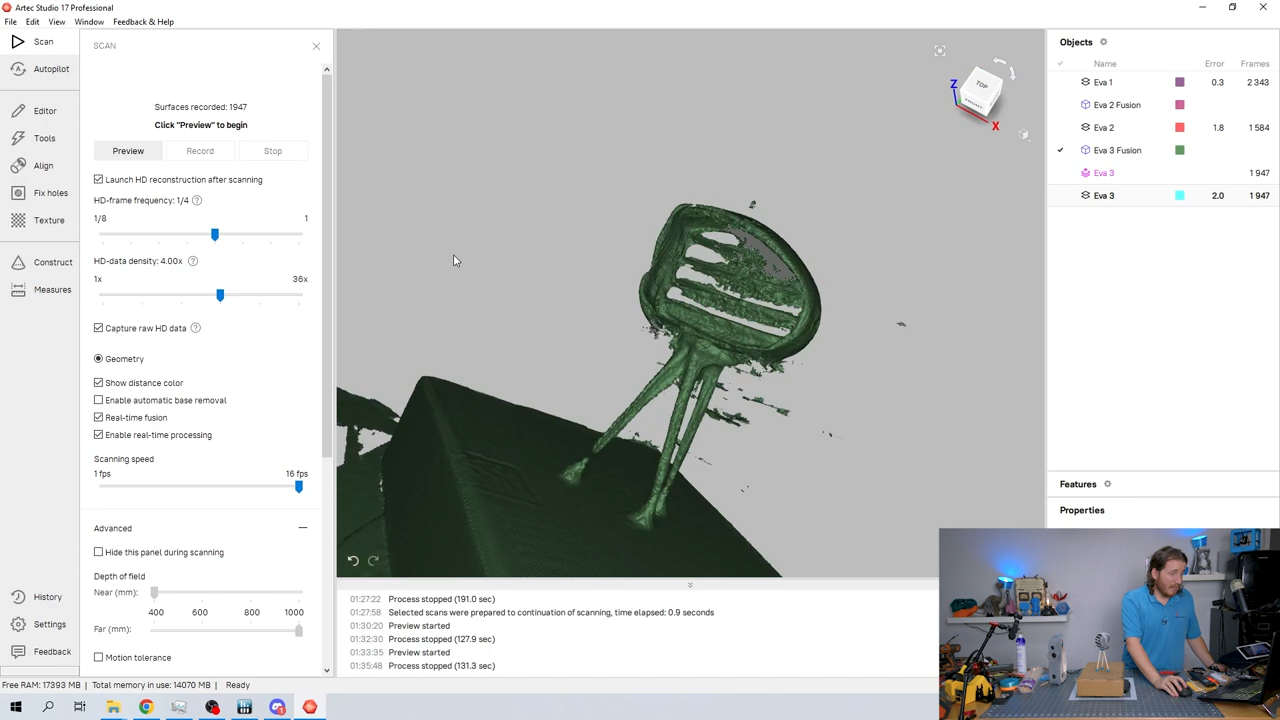 Artec Studio 17 Professional
File Edit View Window Feedback & Help
Scan
Autopilot
Editor
Tools
Align
Fix holes
Texture
Construct
Measures
History
Settings
Feedback
SCAN
Surfaces recorded: 1947
Click "Preview" to begin
Preview Record Stop
Launch HD reconstruction after scanning
HD-frame frequency: 1/4 ?
1/8 1
HD-data density: 4.00x ?
1x 36x
Capture raw HD data ?
Geometry
Show distance color
Enable automatic base removal
Real-time fusion
Enable real-time processing
Scanning speed
1 fps 16 fps
Advanced
Hide this panel during scanning
Depth of field
Near (mm):
400 600 800 1000
Far (mm):
Motion tolerance
TOP
FRONT
Z
X
01:27:22 Process stopped (191.0 sec)
01:27:58 Selected scans were prepared to continuation of scanning, time elapsed: 0.9 seconds
01:30:20 Preview started
01:32:30 Process stopped (127.9 sec)
01:33:35 Preview started
01:35:48 Process stopped (131.3 sec)
Objects
Name Error Frames
Eva 1 0.3 2 343
Eva 2 Fusion
Eva 2 1.8 1 584
Eva 3 Fusion
Eva 3 1 947
Eva 3 2.0 1 947
Features
Properties
Free RAM: 17393 MB | Total memory in use: 14070 MB | Ready